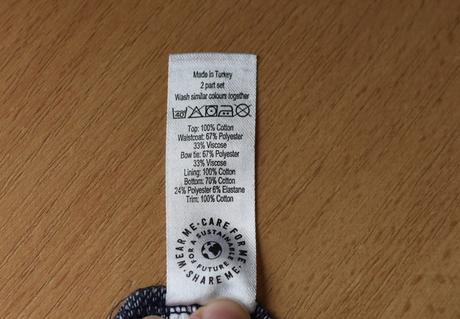 Made In Turkey
2 part set
Wash similar colours together
40
Top: 100% Cotton
Waistcoat: 67% Polyester
33% Viscose
Bow tie: 67% Polyester
33% Viscose
Lining: 100% Cotton
Bottom: 70% Cotton
24% Polyester 6% Elastane
Trim: 100% Cotton
WEAR ME • CARE FOR ME • SHARE ME •
FOR A SUSTAINABLE FUTURE